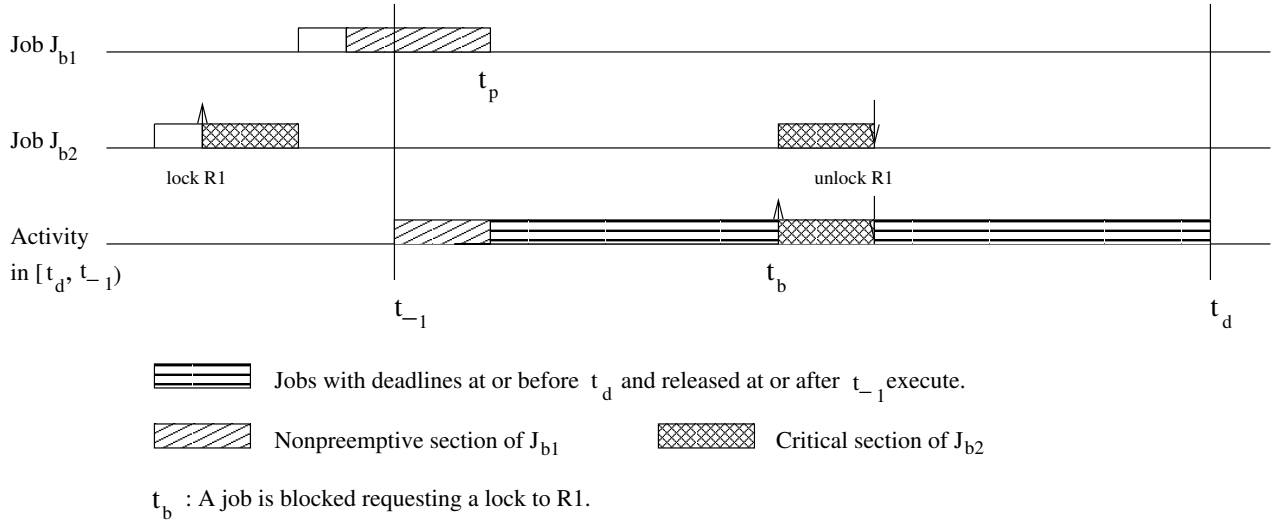 Job J_b1
t_p
Job J_b2
lock R1
unlock R1
Activity
in [t_d, t_−1)
t_b
t_−1
t_d
Jobs with deadlines at or before t_d and released at or after t_−1 execute.
Nonpreemptive section of J_b1
Critical section of J_b2
t_b : A job is blocked requesting a lock to R1.